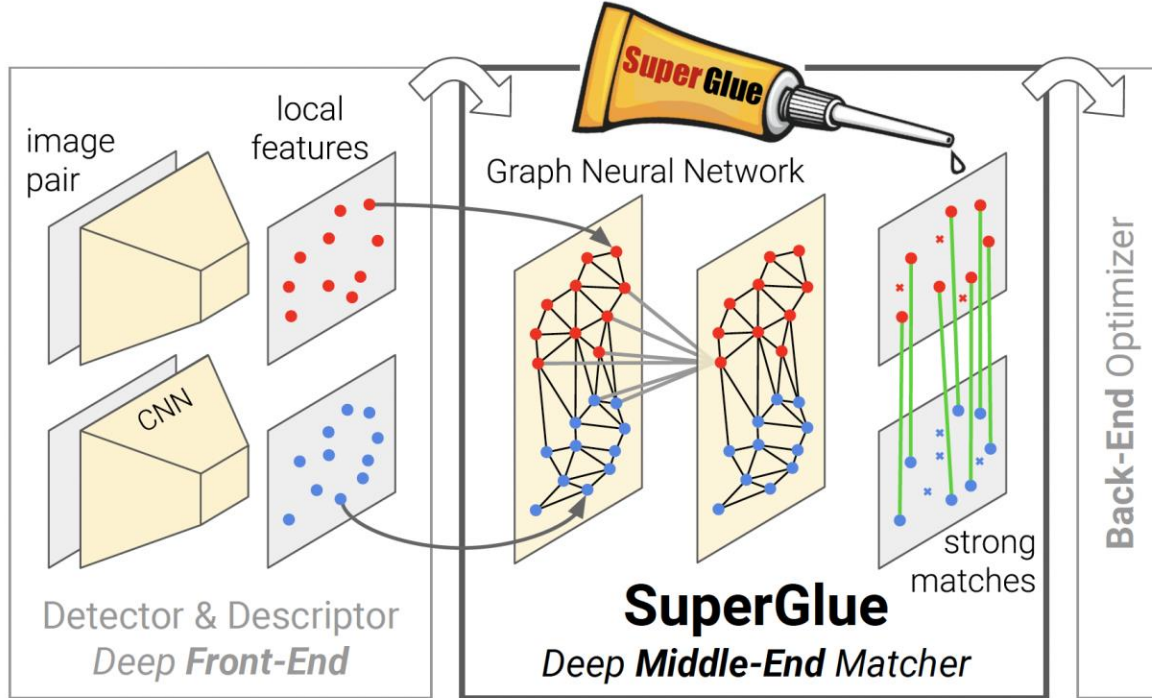 image
pair
local
features
CNN
Detector & Descriptor
Deep Front-End
SuperGlue
Graph Neural Network
strong
matches
SuperGlue
Deep Middle-End Matcher
Back-End Optimizer